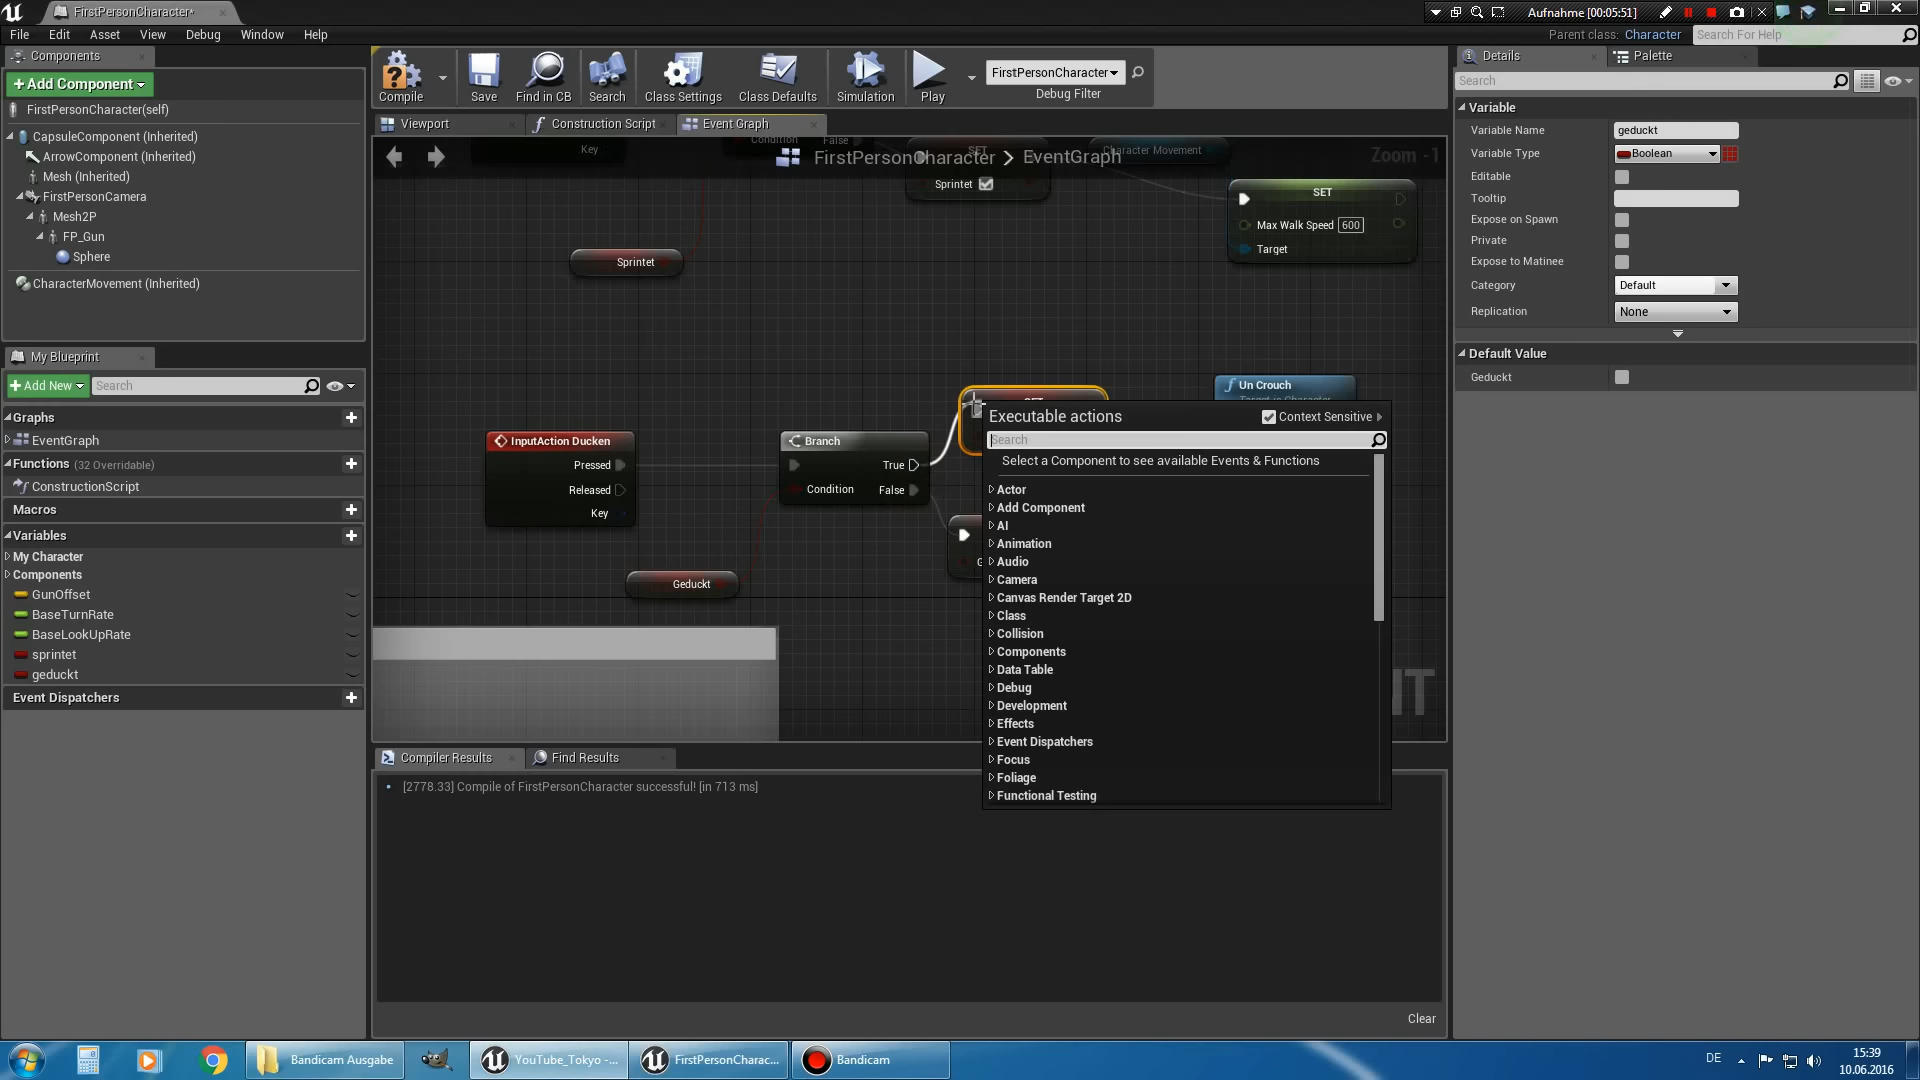 FirstPersonCharacter*
Aufnahme [00:05:51]
File Edit Asset View Debug Window Help
Parent class: Character
Search For Help
Components
+ Add Component
FirstPersonCharacter(self)
CapsuleComponent (Inherited)
ArrowComponent (Inherited)
Mesh (Inherited)
FirstPersonCamera
Mesh2P
FP_Gun
Sphere
CharacterMovement (Inherited)
My Blueprint
+ Add New
Search
Graphs
EventGraph
Functions (32 Overridable)
ConstructionScript
Macros
Variables
My Character
Components
GunOffset
BaseTurnRate
BaseLookUpRate
sprintet
geduckt
Event Dispatchers
Compile
Save
Find in CB
Search
Class Settings
Class Defaults
Simulation
Play
FirstPersonCharacter
Debug Filter
Viewport
Construction Script
Event Graph
FirstPersonCharacter > EventGraph
Zoom -1
Key
Condition
False
SET
Sprintet
Character Movement
SET
Max Walk Speed 600
Target
Sprintet
InputAction Ducken
Pressed
Released
Key
Branch
True
Condition
False
Geduckt
SET
Un Crouch
Target is Character
Executable actions
Context Sensitive
Search
Select a Component to see available Events & Functions
Actor
Add Component
AI
Animation
Audio
Camera
Canvas Render Target 2D
Class
Collision
Components
Data Table
Debug
Development
Effects
Event Dispatchers
Focus
Foliage
Functional Testing
Compiler Results
Find Results
[2778.33] Compile of FirstPersonCharacter successful! [in 713 ms]
Clear
Details
Palette
Search
Variable
Variable Name geduckt
Variable Type Boolean
Editable
Tooltip
Expose on Spawn
Private
Expose to Matinee
Category Default
Replication None
Default Value
Geduckt
Bandicam Ausgabe
YouTube_Tokyo -...
FirstPersonCharac...
Bandicam
DE
15:39
10.06.2016